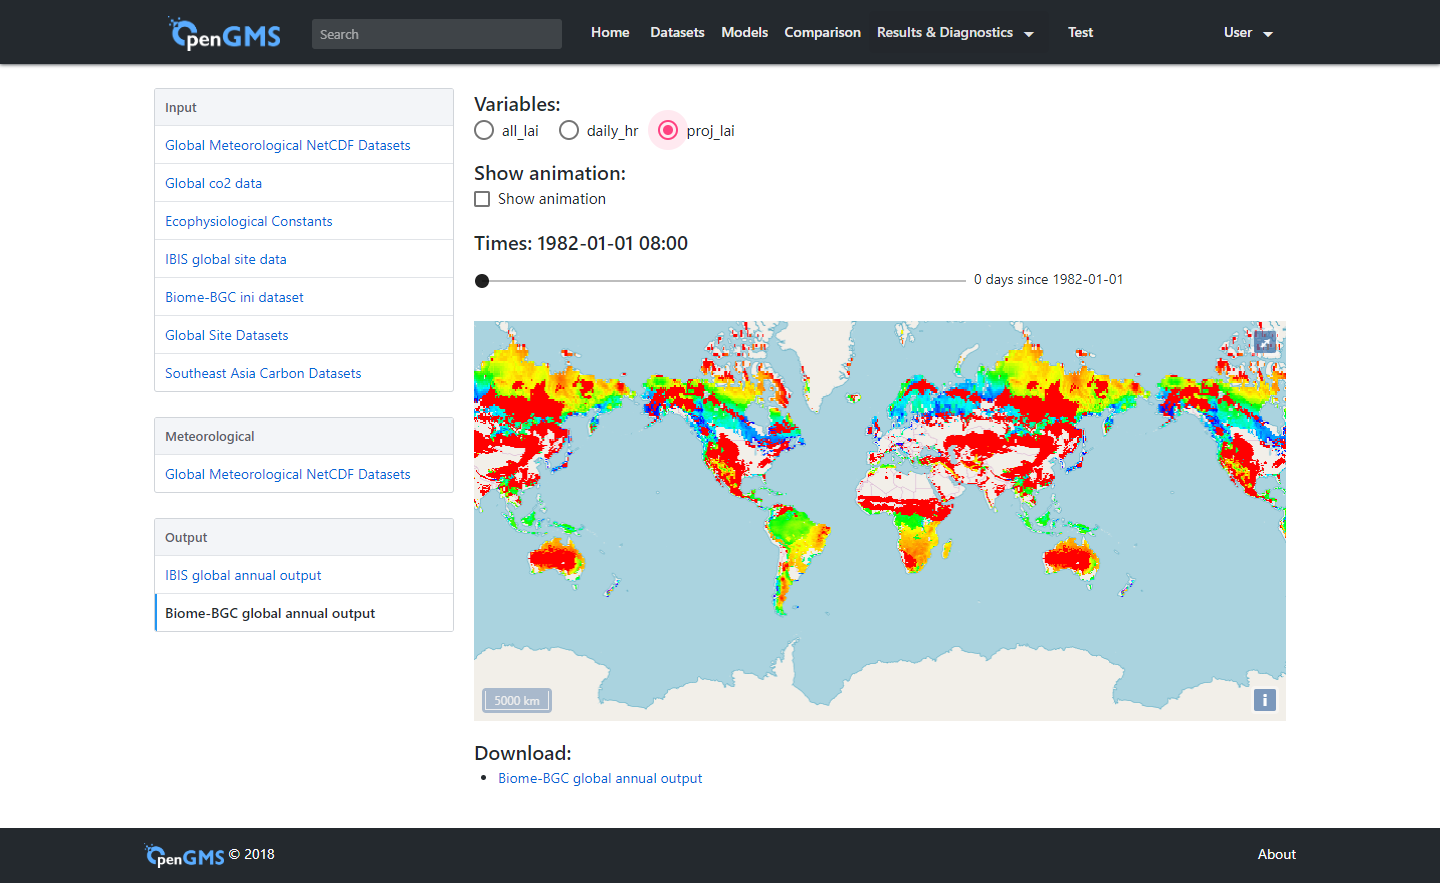 OpenGMS
Search
Home
Datasets
Models
Comparison
Results & Diagnostics
Test
User
Input
Global Meteorological NetCDF Datasets
Global co2 data
Ecophysiological Constants
IBIS global site data
Biome-BGC ini dataset
Global Site Datasets
Southeast Asia Carbon Datasets
Meteorological
Global Meteorological NetCDF Datasets
Output
IBIS global annual output
Biome-BGC global annual output
Variables:
all_lai
daily_hr
proj_lai
Show animation:
Show animation
Times: 1982-01-01 08:00
0 days since 1982-01-01
5000 km
i
Download:
• Biome-BGC global annual output
OpenGMS © 2018
About